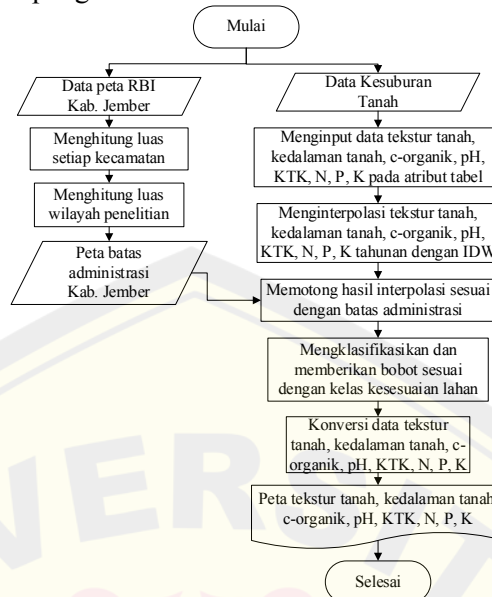 Mulai
Data peta RBI
Kab. Jember
Menghitung luas
setiap kecamatan
Menghitung luas
wilayah penelitian
Peta batas
administrasi
Kab. Jember
Data Kesuburan
Tanah
Menginput data tekstur tanah,
kedalaman tanah, c-organik, pH,
KTK, N, P, K pada atribut tabel
Menginterpolasi tekstur tanah,
kedalaman tanah, c-organik, pH,
KTK, N, P, K tahunan dengan IDW
Memotong hasil interpolasi sesuai
dengan batas administrasi
Mengklasifikasikan dan
memberikan bobot sesuai
dengan kelas kesesuaian lahan
Konversi data tekstur
tanah, kedalaman tanah, c-
organik, pH, KTK, N, P, K
Peta tekstur tanah, kedalaman tanah
c-organik, pH, KTK, N, P, K
Selesai